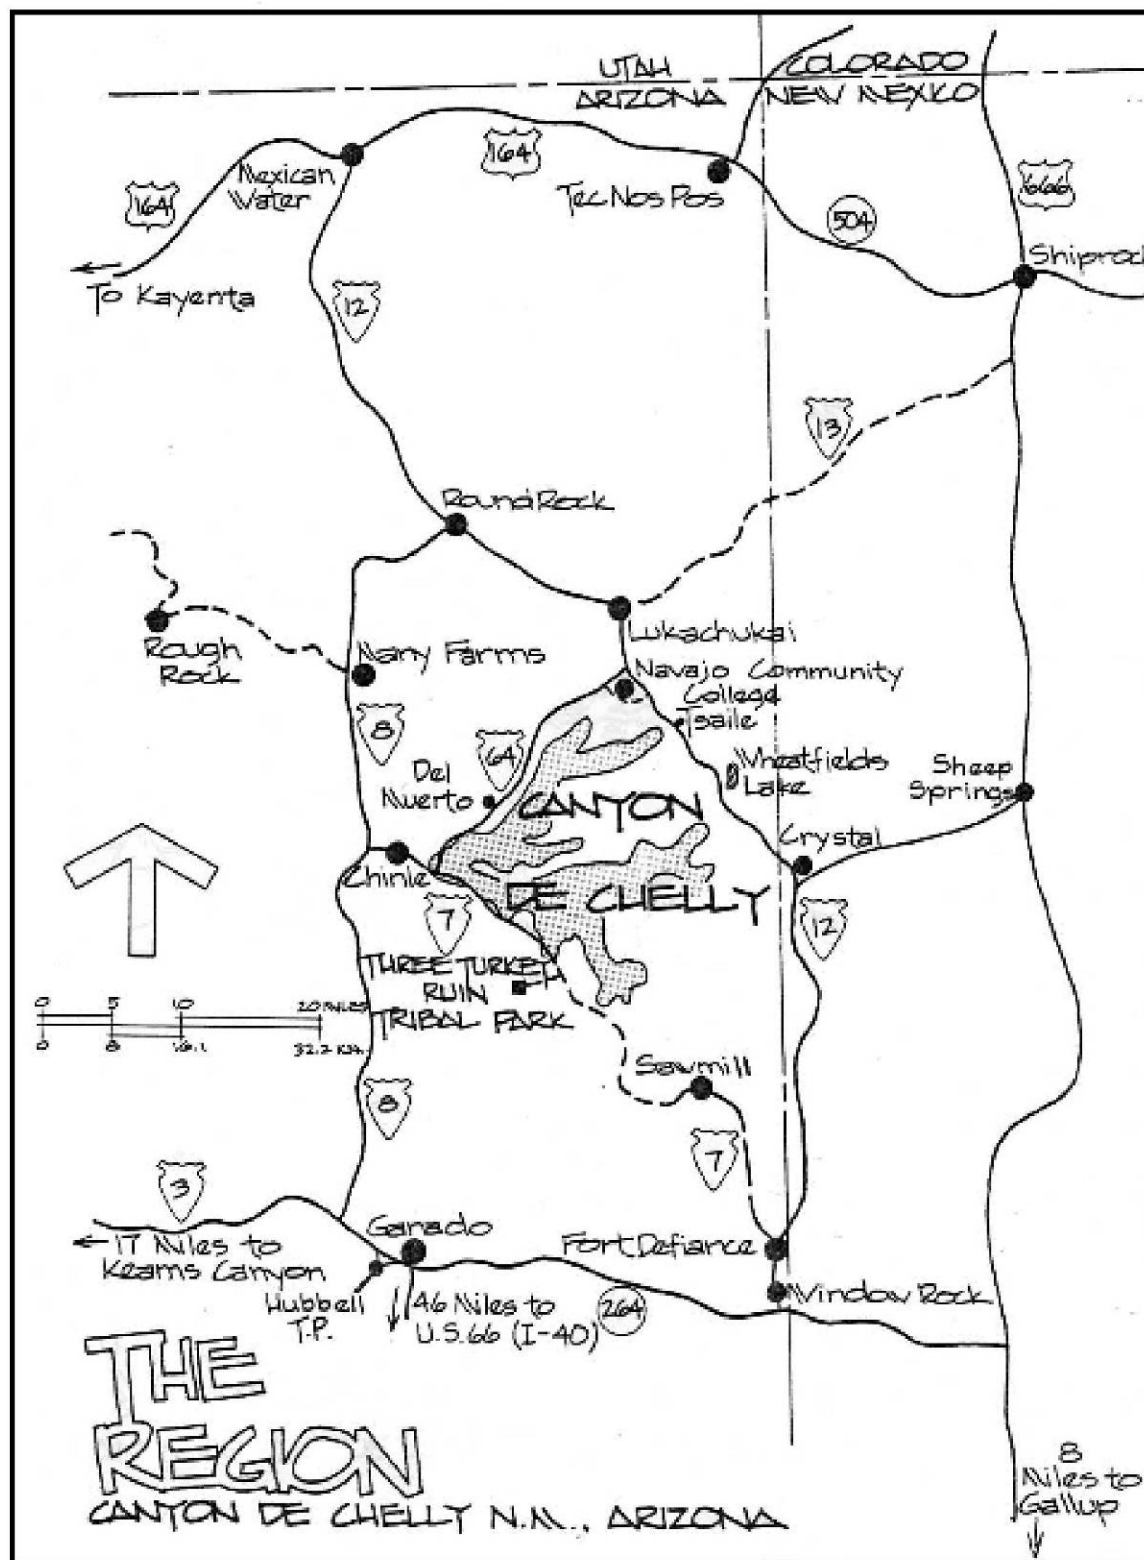 UTAH
COLORADO
ARIZONA
NEW MEXICO
164
666
Mexican
Water
Tec Nos Pos
164
504
Shiprock
To Kayenta
12
13
Round Rock
Lukachukai
Rough
Rock
Many Farms
Navajo Community
College
Tsaile
8
64
Del
Muerto
Wheatfields
Lake
Sheep
Springs
CANYON
Crystal
Chinle
DE CHELLY
7
12
THREE TURKEY
RUIN
TRIBAL PARK
0 5 10 20 MILES
0 8 16.1 32.2 KM.
Sawmill
8
7
3
Ganado
Fort Defiance
17 Miles to
Keams Canyon
Hubbell
T.P.
46 Miles to
U.S. 66 (I-40)
264
Window Rock
THE
REGION
CANYON DE CHELLY N.M., ARIZONA
8
Miles to
Gallup